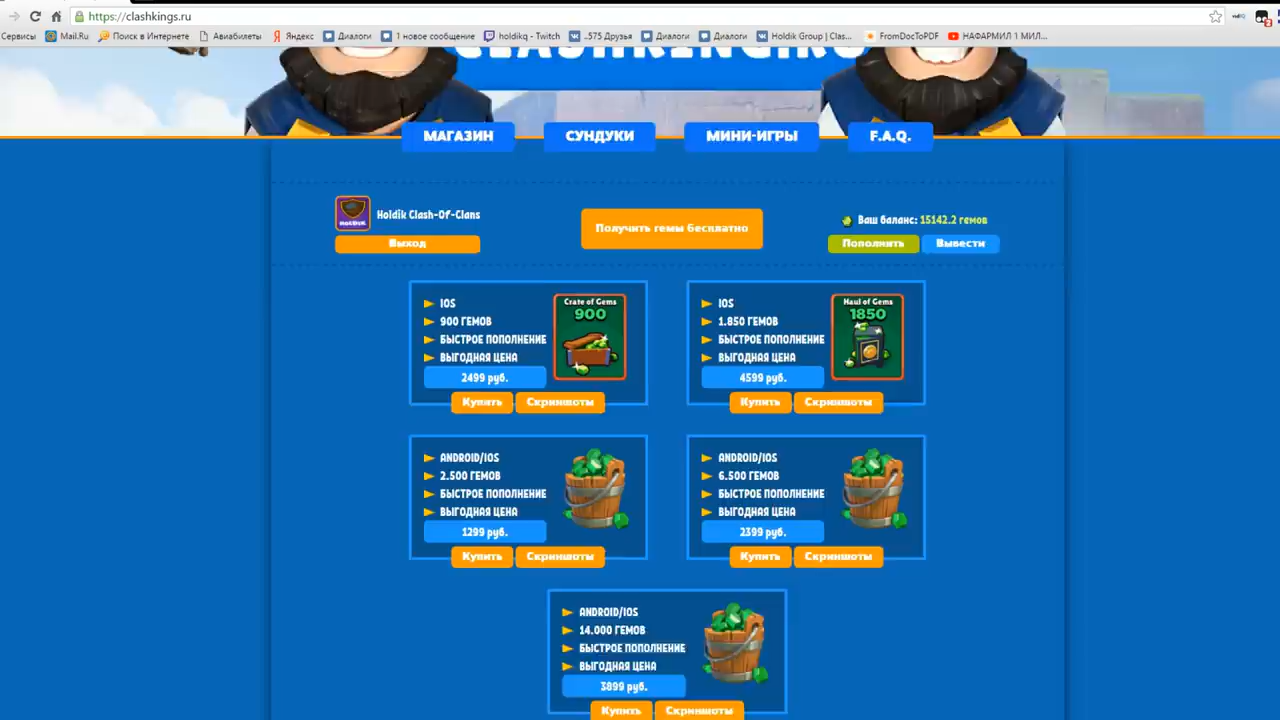 https://clashkings.ru
Сервисы Mail.Ru Поиск в Интернете Авиабилеты Яндекс Диалоги 1 новое сообщение holdikq - Twitch ..575 Друзья Диалоги Диалоги Holdik Group | Clas... FromDocToPDF НАФАРМИЛ 1 МИЛ...
МАГАЗИН СУНДУКИ МИНИ-ИГРЫ F.A.Q.
Holdik Clash-Of-Clans
Выход
Получить гемы бесплатно
Ваш баланс: 15142.2 гемов
Пополнить Вывести
IOS
900 ГЕМОВ
БЫСТРОЕ ПОПОЛНЕНИЕ
ВЫГОДНАЯ ЦЕНА
2499 руб.
Crate of Gems
900
Купить Скриншоты
IOS
1.850 ГЕМОВ
БЫСТРОЕ ПОПОЛНЕНИЕ
ВЫГОДНАЯ ЦЕНА
4599 руб.
Haul of Gems
1850
Купить Скриншоты
ANDROID/IOS
2.500 ГЕМОВ
БЫСТРОЕ ПОПОЛНЕНИЕ
ВЫГОДНАЯ ЦЕНА
1299 руб.
Купить Скриншоты
ANDROID/IOS
6.500 ГЕМОВ
БЫСТРОЕ ПОПОЛНЕНИЕ
ВЫГОДНАЯ ЦЕНА
2399 руб.
Купить Скриншоты
ANDROID/IOS
14.000 ГЕМОВ
БЫСТРОЕ ПОПОЛНЕНИЕ
ВЫГОДНАЯ ЦЕНА
3899 руб.
Купить Скриншоты